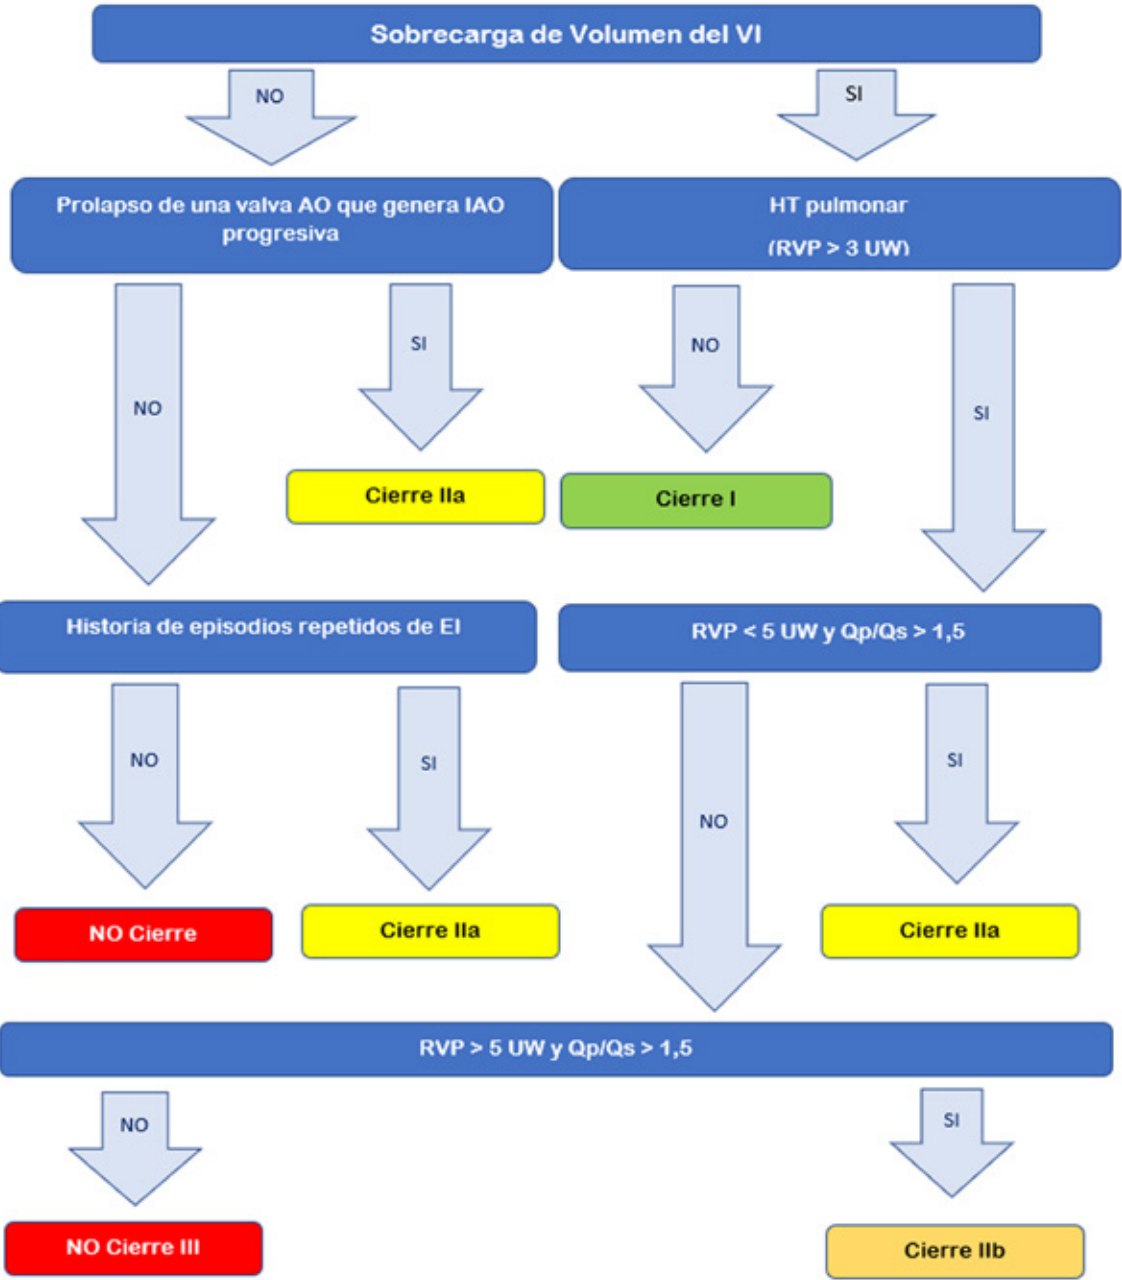 Sobrecarga de Volumen del VI
NO
SI
Prolapso de una valva AO que genera IAO
progresiva
HT pulmonar
(RVP > 3 UW)
NO
SI
NO
SI
Cierre IIa
Cierre I
Historia de episodios repetidos de EI
RVP < 5 UW y Qp/Qs > 1,5
NO
SI
NO
SI
NO Cierre
Cierre IIa
Cierre IIa
RVP > 5 UW y Qp/Qs > 1,5
NO
SI
NO Cierre III
Cierre IIb